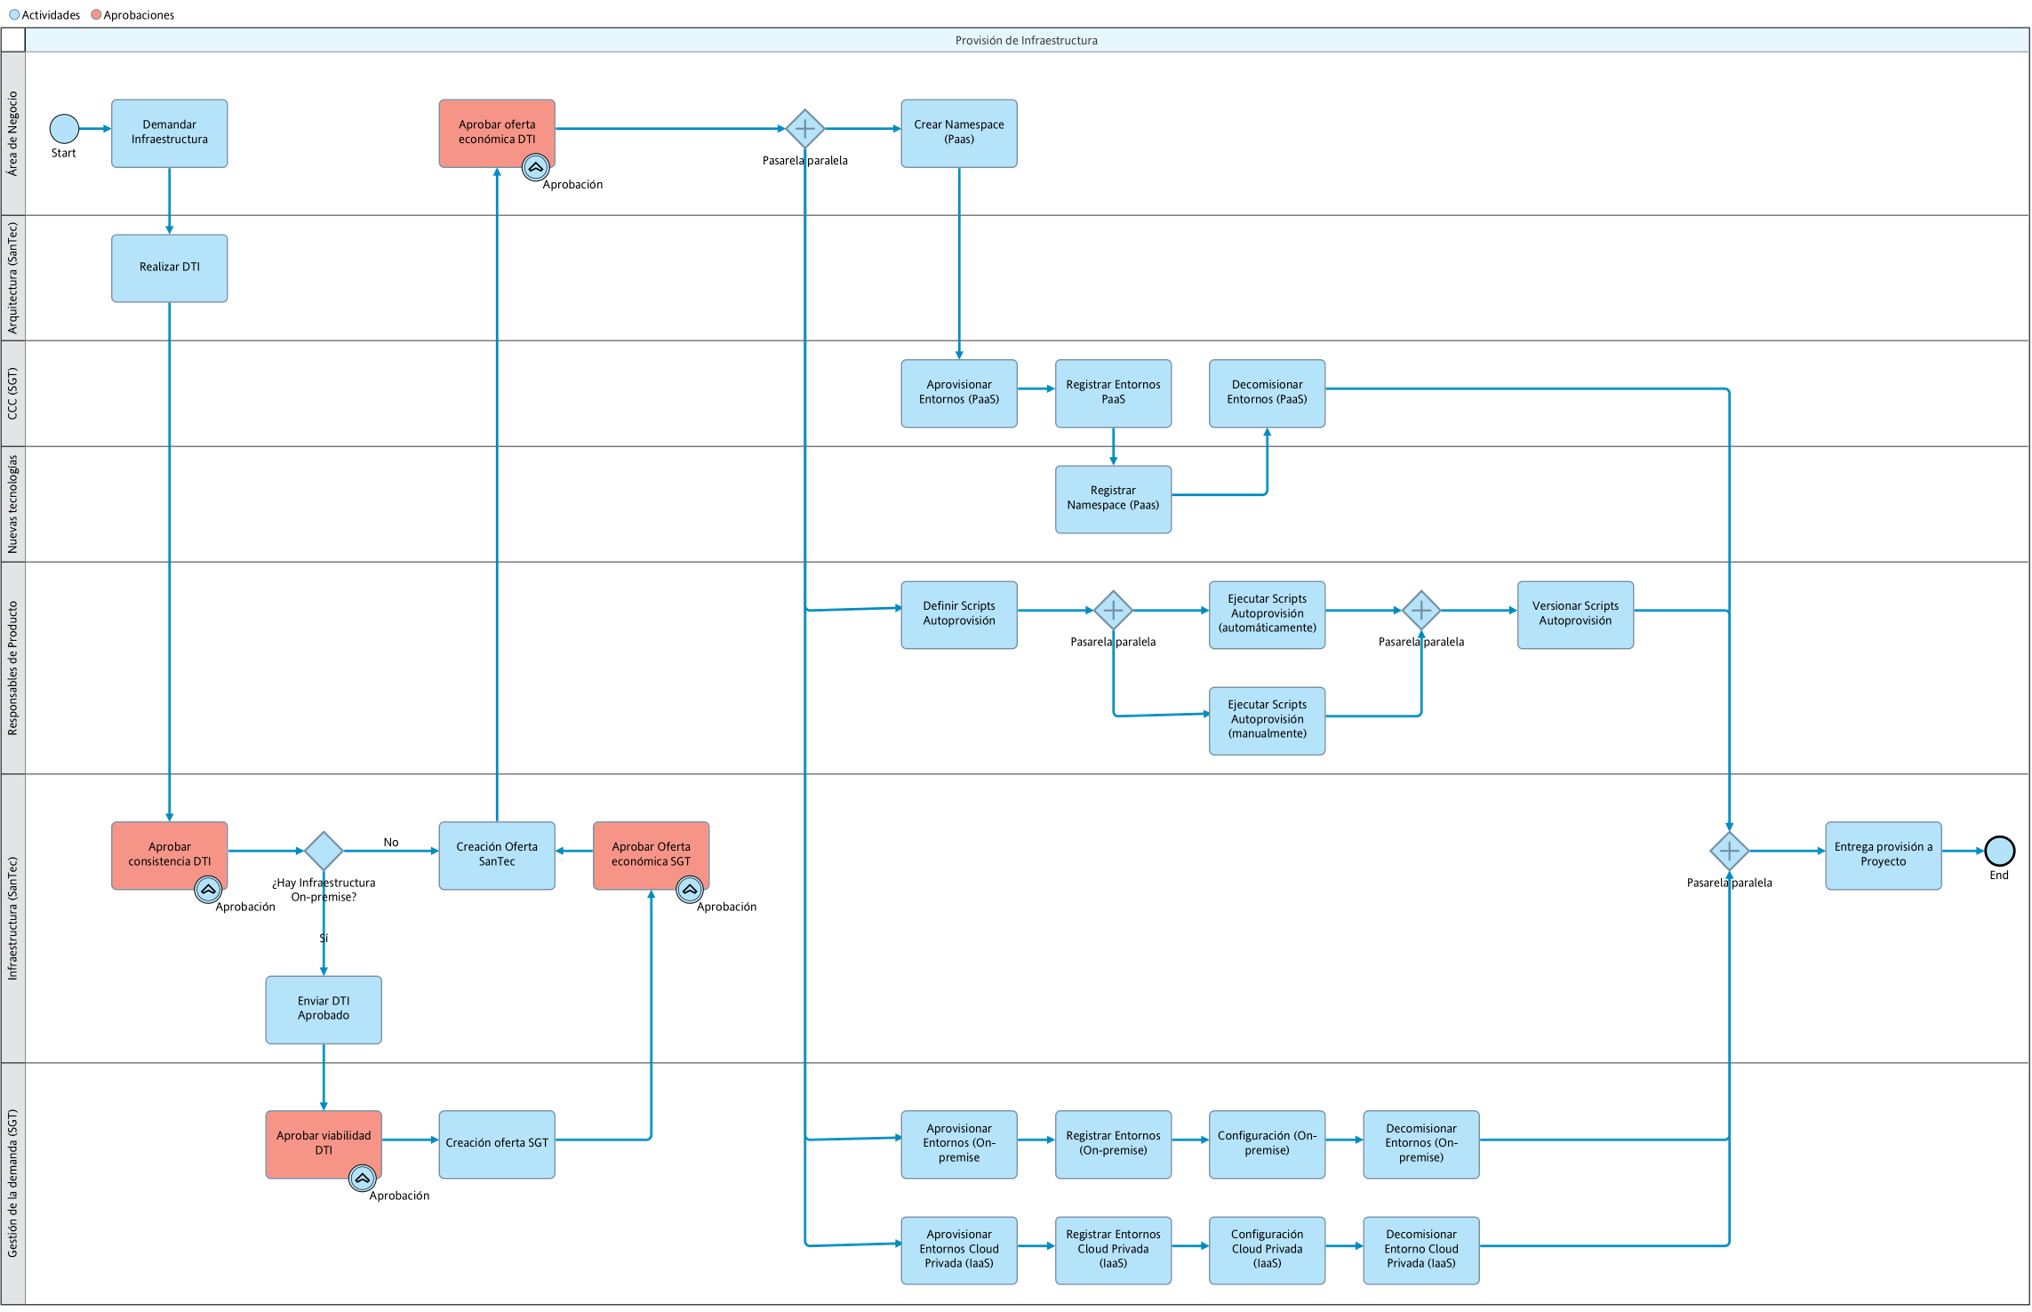 Actividades
Aprobaciones
Provisión de Infraestructura
Área de Negocio
Start
Demandar
Infraestructura
Aprobar oferta
económica DTI
Aprobación
Pasarela paralela
Crear Namespace
(Paas)
Arquitectura (SanTec)
Realizar DTI
CCC (SGT)
Aprovisionar
Entornos (PaaS)
Registrar Entornos
PaaS
Decomisionar
Entornos (PaaS)
Nuevas tecnologías
Registrar
Namespace (Paas)
Responsables de Producto
Definir Scripts
Autoprovisión
Pasarela paralela
Ejecutar Scripts
Autoprovisión
(automáticamente)
Pasarela paralela
Versionar Scripts
Autoprovisión
Ejecutar Scripts
Autoprovisión
(manualmente)
Infraestructura (SanTec)
Aprobar
consistencia DTI
Aprobación
¿Hay Infraestructura
On-premise?
No
Sí
Creación Oferta
SanTec
Aprobar Oferta
económica SGT
Aprobación
Pasarela paralela
Entrega provisión a
Proyecto
End
Enviar DTI
Aprobado
Gestión de la demanda (SGT)
Aprobar viabilidad
DTI
Aprobación
Creación oferta SGT
Aprovisionar
Entornos (On-
premise
Registrar Entornos
(On-premise)
Configuración (On-
premise)
Decomisionar
Entornos (On-
premise)
Aprovisionar
Entornos Cloud
Privada (IaaS)
Registrar Entornos
Cloud Privada
(IaaS)
Configuración
Cloud Privada
(IaaS)
Decomisionar
Entorno Cloud
Privada (IaaS)